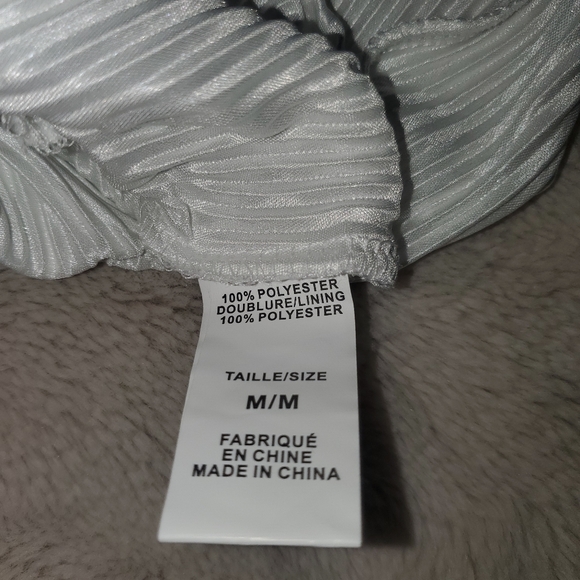 100% POLYESTER
DOUBLURE/LINING
100% POLYESTER
TAILLE/SIZE
M/M
FABRIQUÉ
EN CHINE
MADE IN CHINA